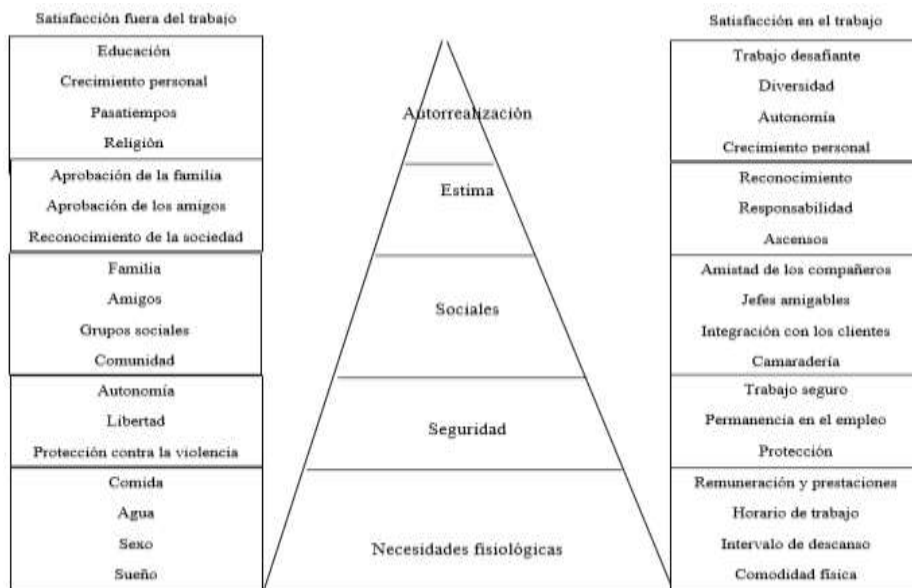 Satisfacción fuera del trabajo
Educación
Crecimiento personal
Pasatiempos
Religión
Aprobación de la familia
Aprobación de los amigos
Reconocimiento de la sociedad
Familia
Amigos
Grupos sociales
Comunidad
Autonomía
Libertad
Protección contra la violencia
Comida
Agua
Sexo
Sueño
Autorrealización
Estima
Sociales
Seguridad
Necesidades fisiológicas
Satisfacción en el trabajo
Trabajo desafiante
Diversidad
Autonomía
Crecimiento personal
Reconocimiento
Responsabilidad
Ascensos
Amistad de los compañeros
Jefes amigables
Integración con los clientes
Camaradería
Trabajo seguro
Permanencia en el empleo
Protección
Remuneración y prestaciones
Horario de trabajo
Intervalo de descanso
Comodidad física